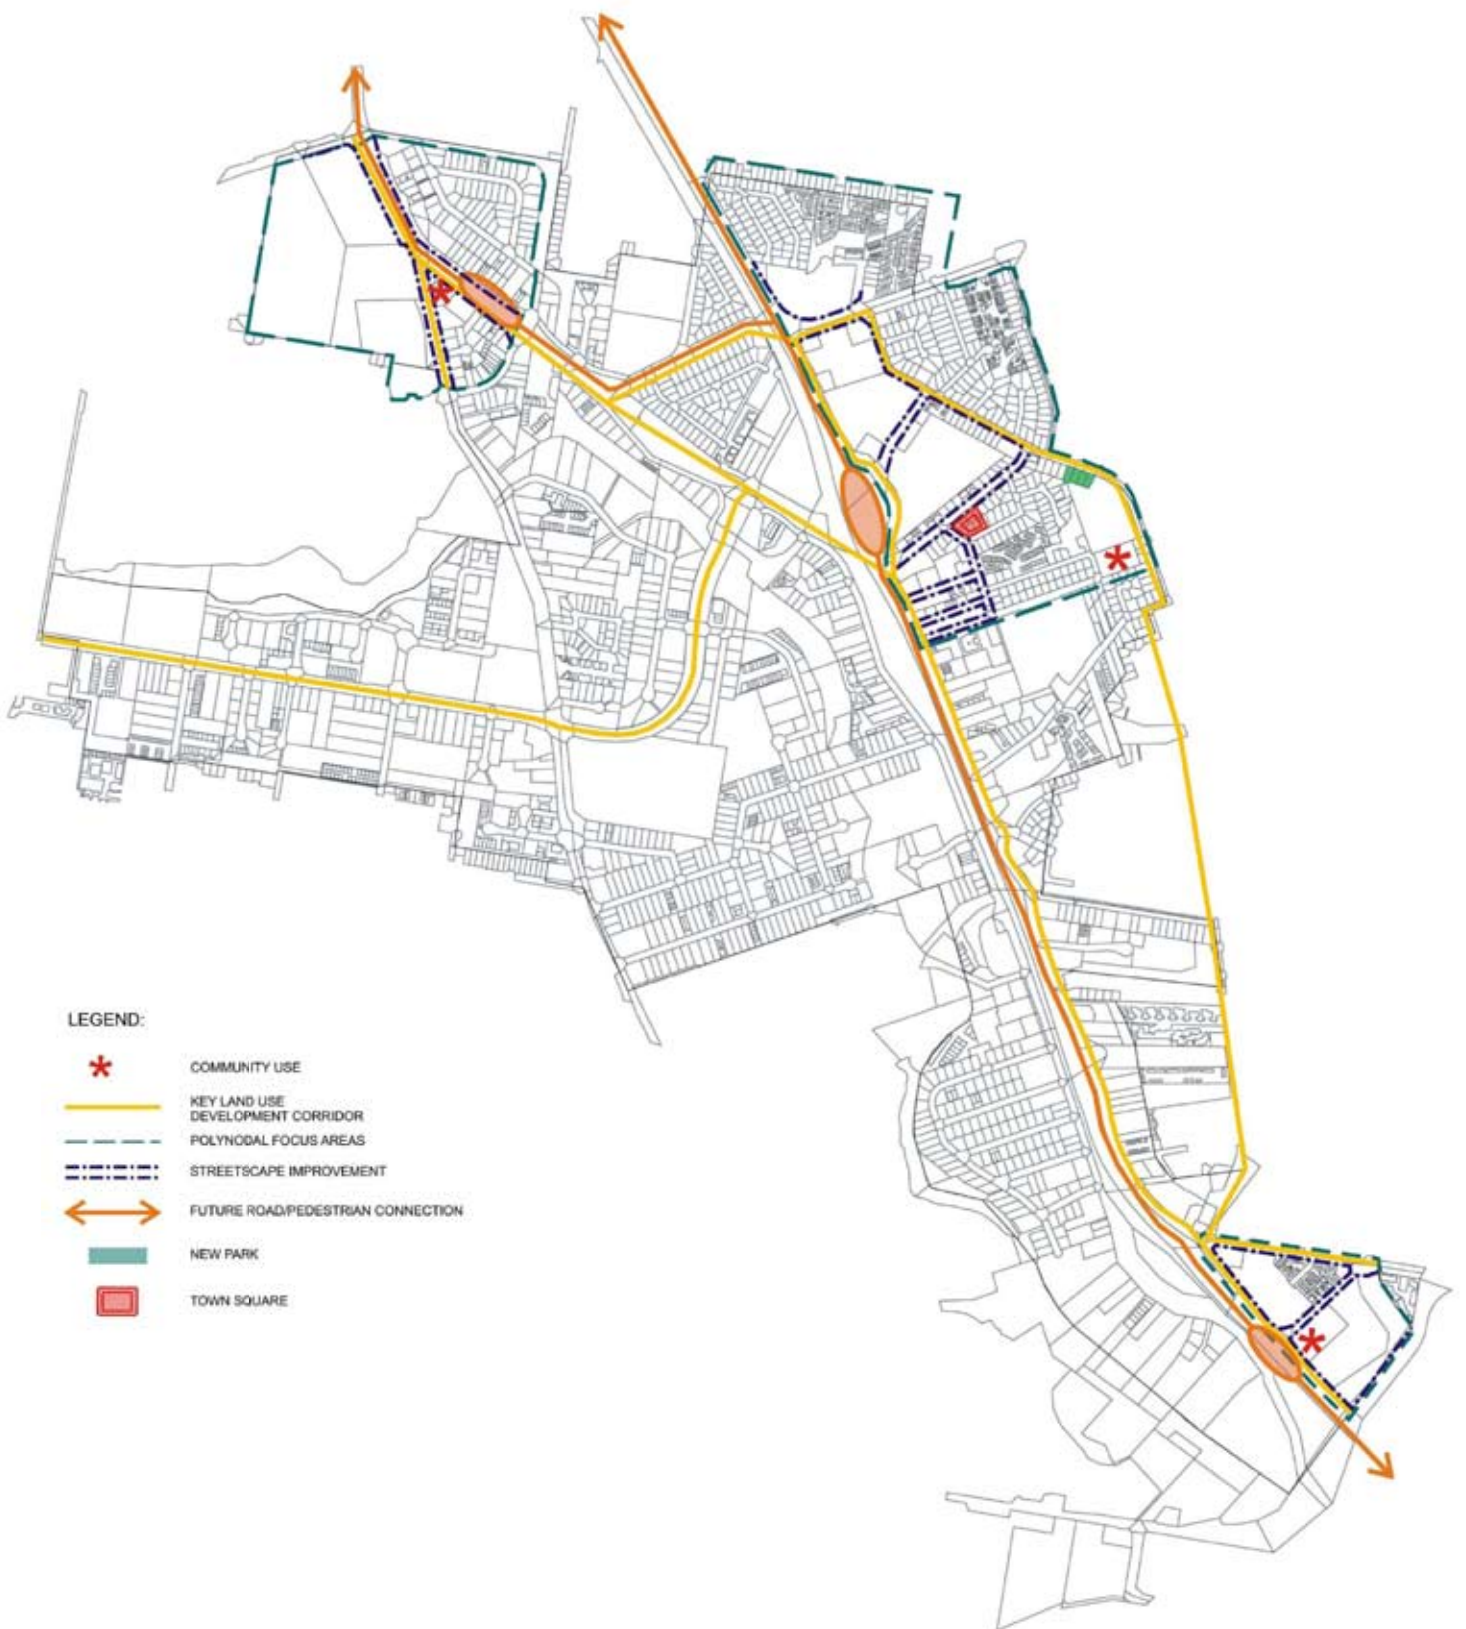 LEGEND:
COMMUNITY USE
KEY LAND USE
DEVELOPMENT CORRIDOR
POLYNODAL FOCUS AREAS
STREETSCAPE IMPROVEMENT
FUTURE ROAD/PEDESTRIAN CONNECTION
NEW PARK
TOWN SQUARE